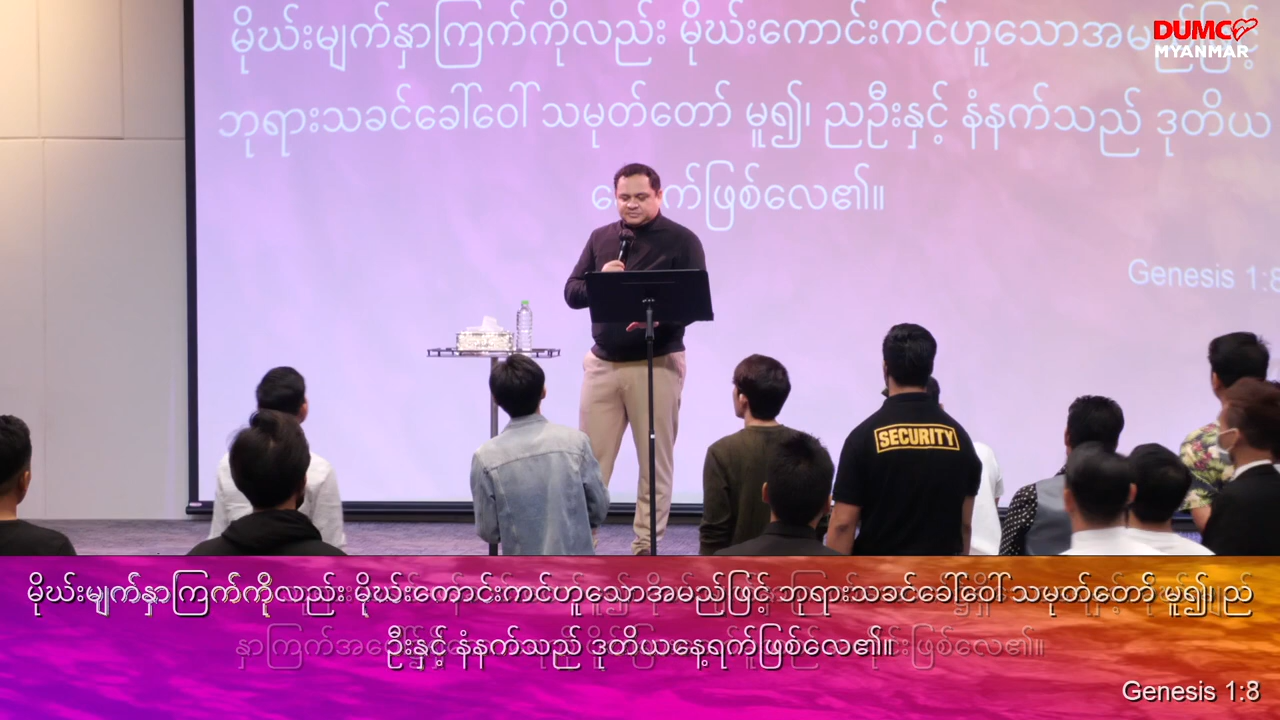 DUMC
MYANMAR
မိုဃ်းမျက်နှာကြက်ကိုလည်း မိုဃ်းကောင်းကင်ဟူသောအမည်ဖြင့်
ဘုရားသခင်ခေါ်ဝေါ် သမုတ်တော် မူ၍၊ ညဦးနှင့် နံနက်သည် ဒုတိယ
နေ့ရက်ဖြစ်လေ၏။
Genesis 1:8
SECURITY
မိုဃ်းမျက်နှာကြက်ကိုလည်း မိုဃ်းကောင်းကင်ဟူသောအမည်ဖြင့် ဘုရားသခင်ခေါ်ဝေါ် သမုတ်တော် မူ၍၊ ည
ဦးနှင့် နံနက်သည် ဒုတိယနေ့ရက်ဖြစ်လေ၏။
Genesis 1:8